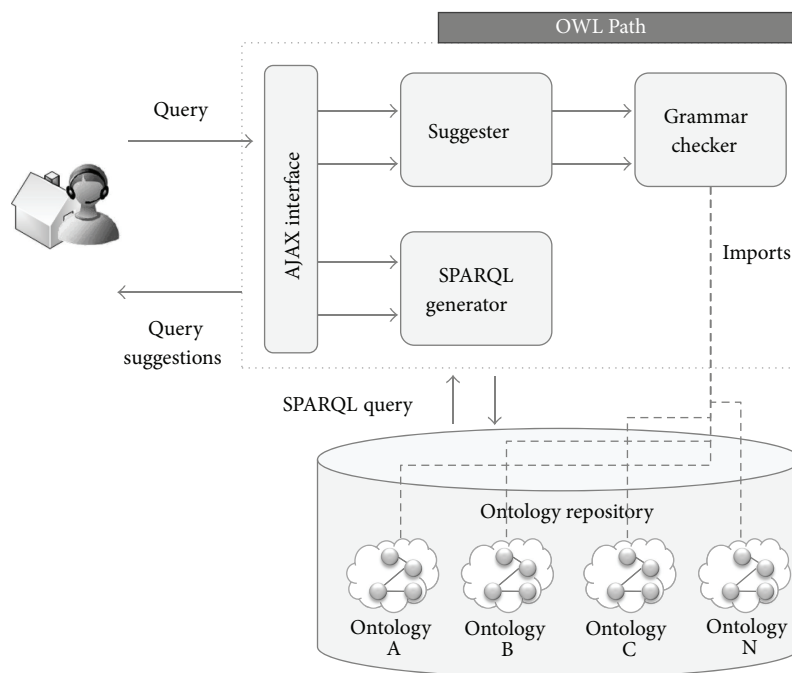 OWL Path
Query
AJAX interface
Suggester
Grammar
checker
Imports
SPARQL
generator
Query
suggestions
SPARQL query
Ontology repository
Ontology
A
Ontology
B
Ontology
C
Ontology
N